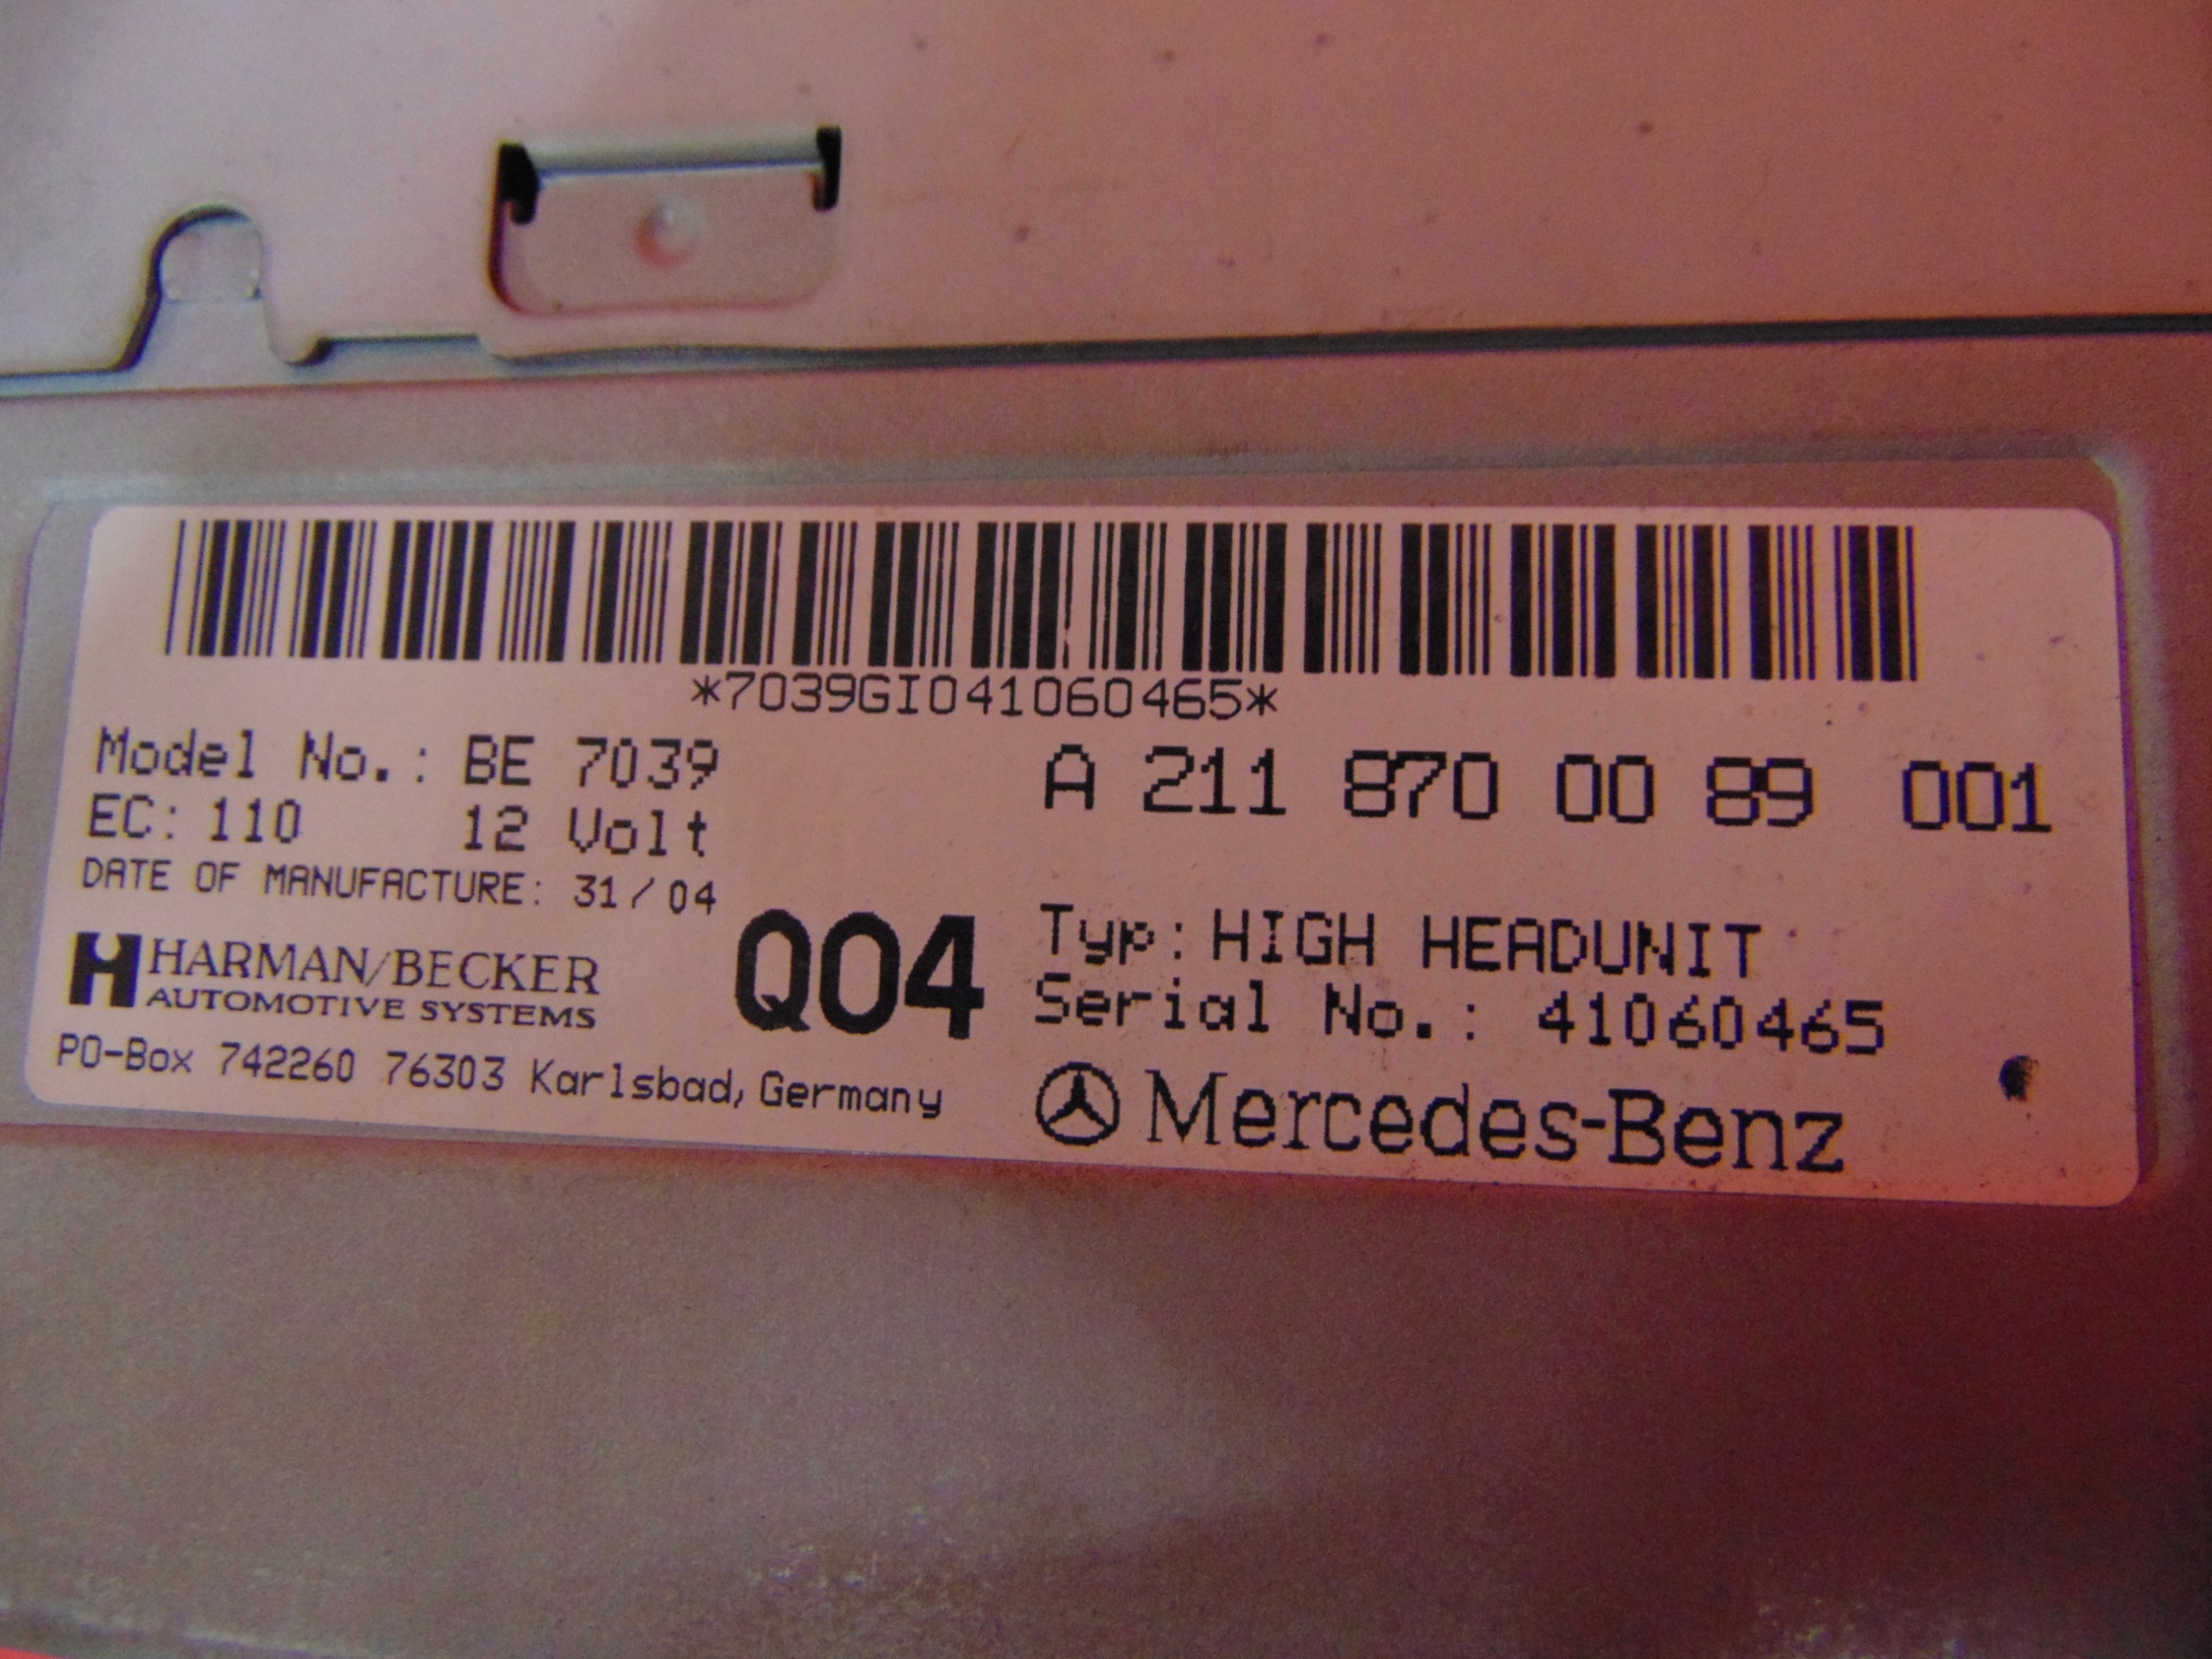 *7039GI041060465*
Model No.: BE 7039
EC: 110 12 Volt
DATE OF MANUFACTURE: 31/04
HARMAN/BECKER
AUTOMOTIVE SYSTEMS
Q04
PO-Box 742260 76303 Karlsbad, Germany
A 211 870 00 89 001
Typ: HIGH HEADUNIT
Serial No.: 41060465
Mercedes-Benz